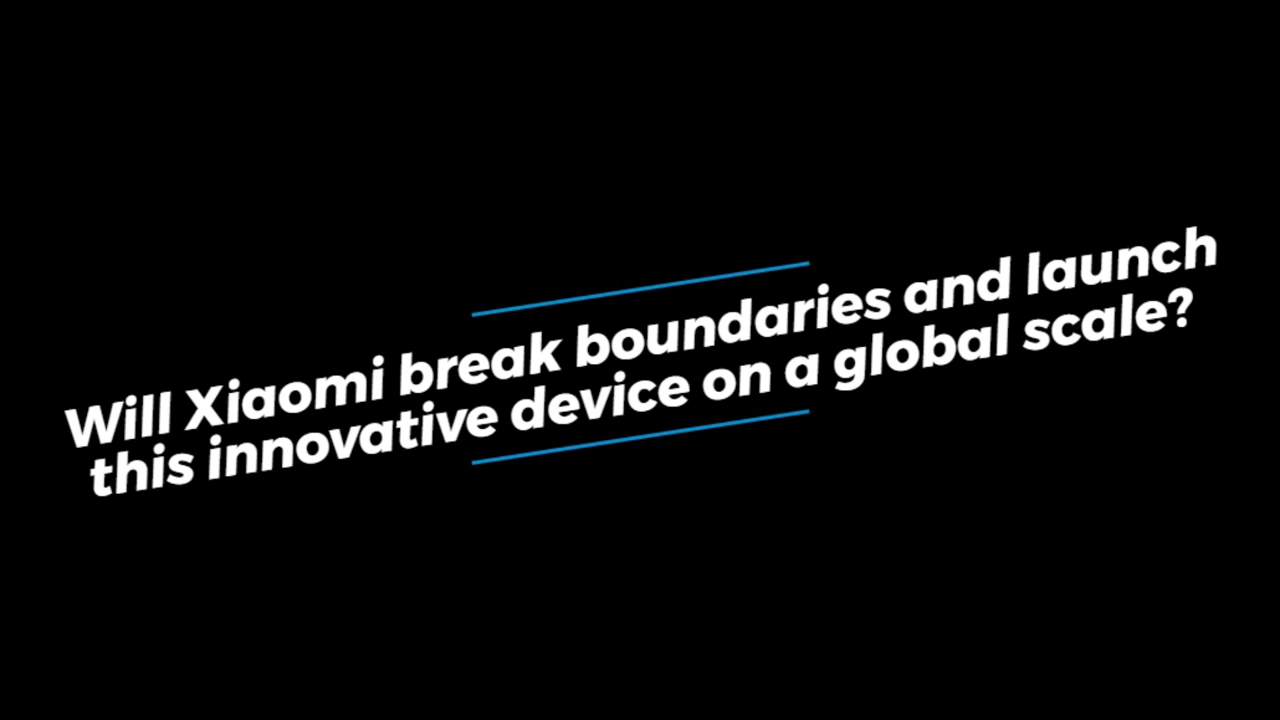 Will Xiaomi break boundaries and launch
this innovative device on a global scale?